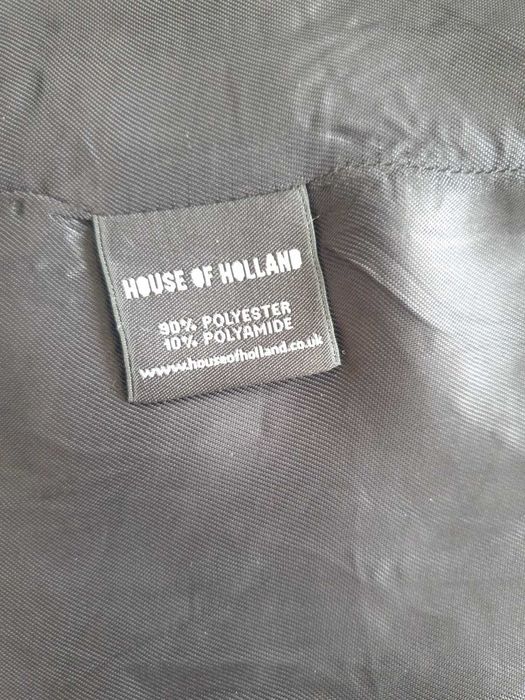 HOUSE OF HOLLAND
90% POLYESTER
10% POLYAMIDE
www.houseofholland.co.uk